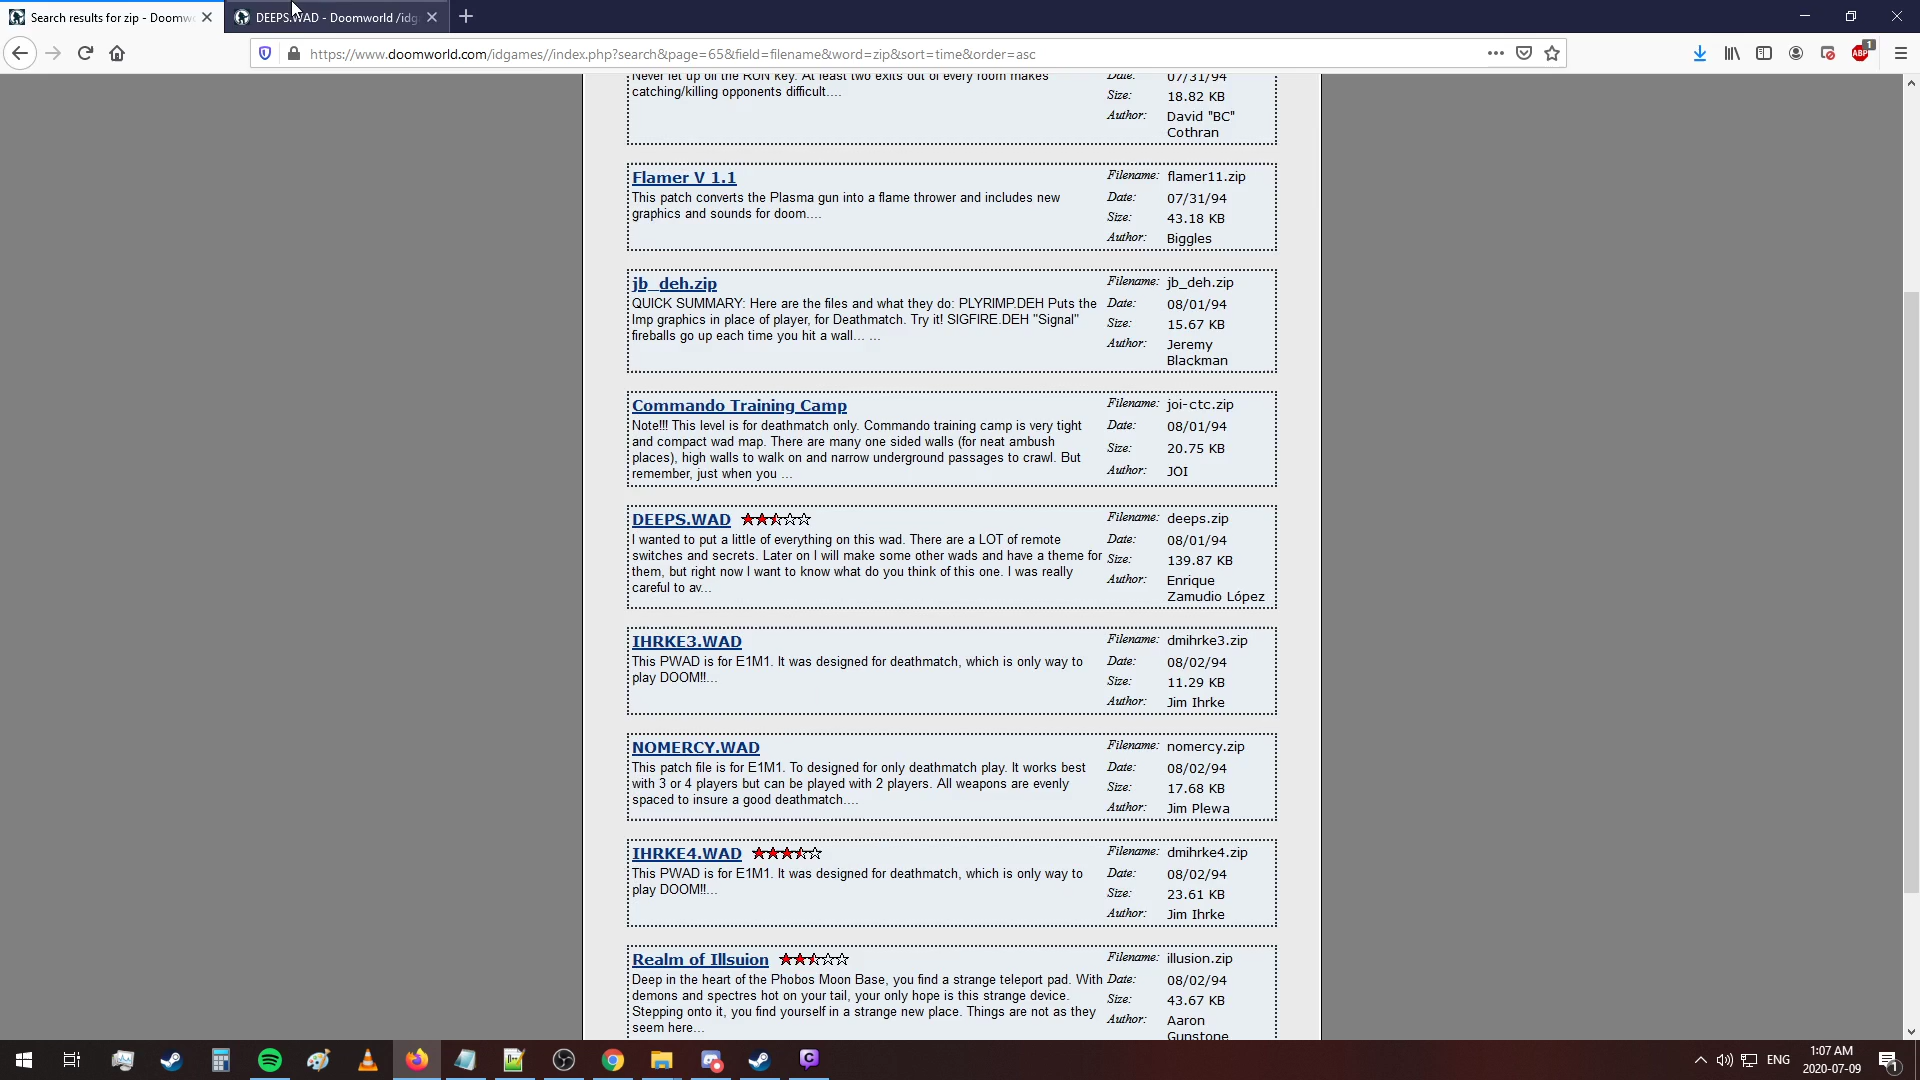 Search results for zip - Doomwo
DEEPS.WAD - Doomworld /idg
https://www.doomworld.com/idgames//index.php?search&page=65&field=filename&word=zip&sort=time&order=asc
ABP
1
Never let up off the RUN key. At least two exits out of every room makes
catching/killing opponents difficult....
Date: 07/31/94
Size: 18.82 KB
Author: David "BC"
Cothran
Flamer V 1.1
This patch converts the Plasma gun into a flame thrower and includes new
graphics and sounds for doom....
Filename: flamer11.zip
Date: 07/31/94
Size: 43.18 KB
Author: Biggles
jb_deh.zip
QUICK SUMMARY: Here are the files and what they do: PLYRIMP.DEH Puts the
Imp graphics in place of player, for Deathmatch. Try it! SIGFIRE.DEH "Signal"
fireballs go up each time you hit a wall... ...
Filename: jb_deh.zip
Date: 08/01/94
Size: 15.67 KB
Author: Jeremy
Blackman
Commando Training Camp
Note!!! This level is for deathmatch only. Commando training camp is very tight
and compact wad map. There are many one sided walls (for neat ambush
places), high walls to walk on and narrow underground passages to crawl. But
remember, just when you ...
Filename: joi-ctc.zip
Date: 08/01/94
Size: 20.75 KB
Author: JOI
DEEPS.WAD
I wanted to put a little of everything on this wad. There are a LOT of remote
switches and secrets. Later on I will make some other wads and have a theme for
them, but right now I want to know what do you think of this one. I was really
careful to av...
Filename: deeps.zip
Date: 08/01/94
Size: 139.87 KB
Author: Enrique
Zamudio López
IHRKE3.WAD
This PWAD is for E1M1. It was designed for deathmatch, which is only way to
play DOOM!!...
Filename: dmihrke3.zip
Date: 08/02/94
Size: 11.29 KB
Author: Jim Ihrke
NOMERCY.WAD
This patch file is for E1M1. To designed for only deathmatch play. It works best
with 3 or 4 players but can be played with 2 players. All weapons are evenly
spaced to insure a good deathmatch....
Filename: nomercy.zip
Date: 08/02/94
Size: 17.68 KB
Author: Jim Plewa
IHRKE4.WAD
This PWAD is for E1M1. It was designed for deathmatch, which is only way to
play DOOM!!...
Filename: dmihrke4.zip
Date: 08/02/94
Size: 23.61 KB
Author: Jim Ihrke
Realm of Illsuion
Deep in the heart of the Phobos Moon Base, you find a strange teleport pad. With
demons and spectres hot on your tail, your only hope is this strange device.
Stepping onto it, you find yourself in a strange new place. Things are not as they
seem here...
Filename: illusion.zip
Date: 08/02/94
Size: 43.67 KB
Author: Aaron
Gunstone
ENG
1:07 AM
2020-07-09
1